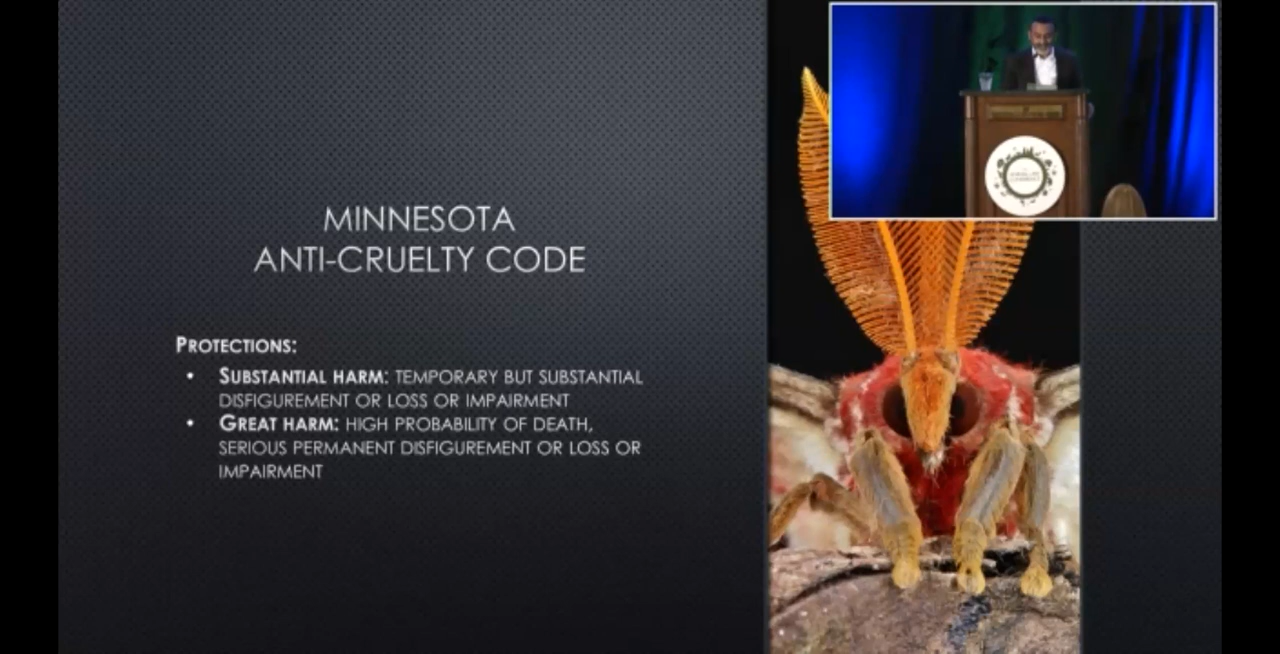 MINNESOTA
ANTI-CRUELTY CODE
PROTECTIONS:
• SUBSTANTIAL HARM: TEMPORARY BUT SUBSTANTIAL
DISFIGUREMENT OR LOSS OR IMPAIRMENT
• GREAT HARM: HIGH PROBABILITY OF DEATH,
SERIOUS PERMANENT DISFIGUREMENT OR LOSS OR
IMPAIRMENT